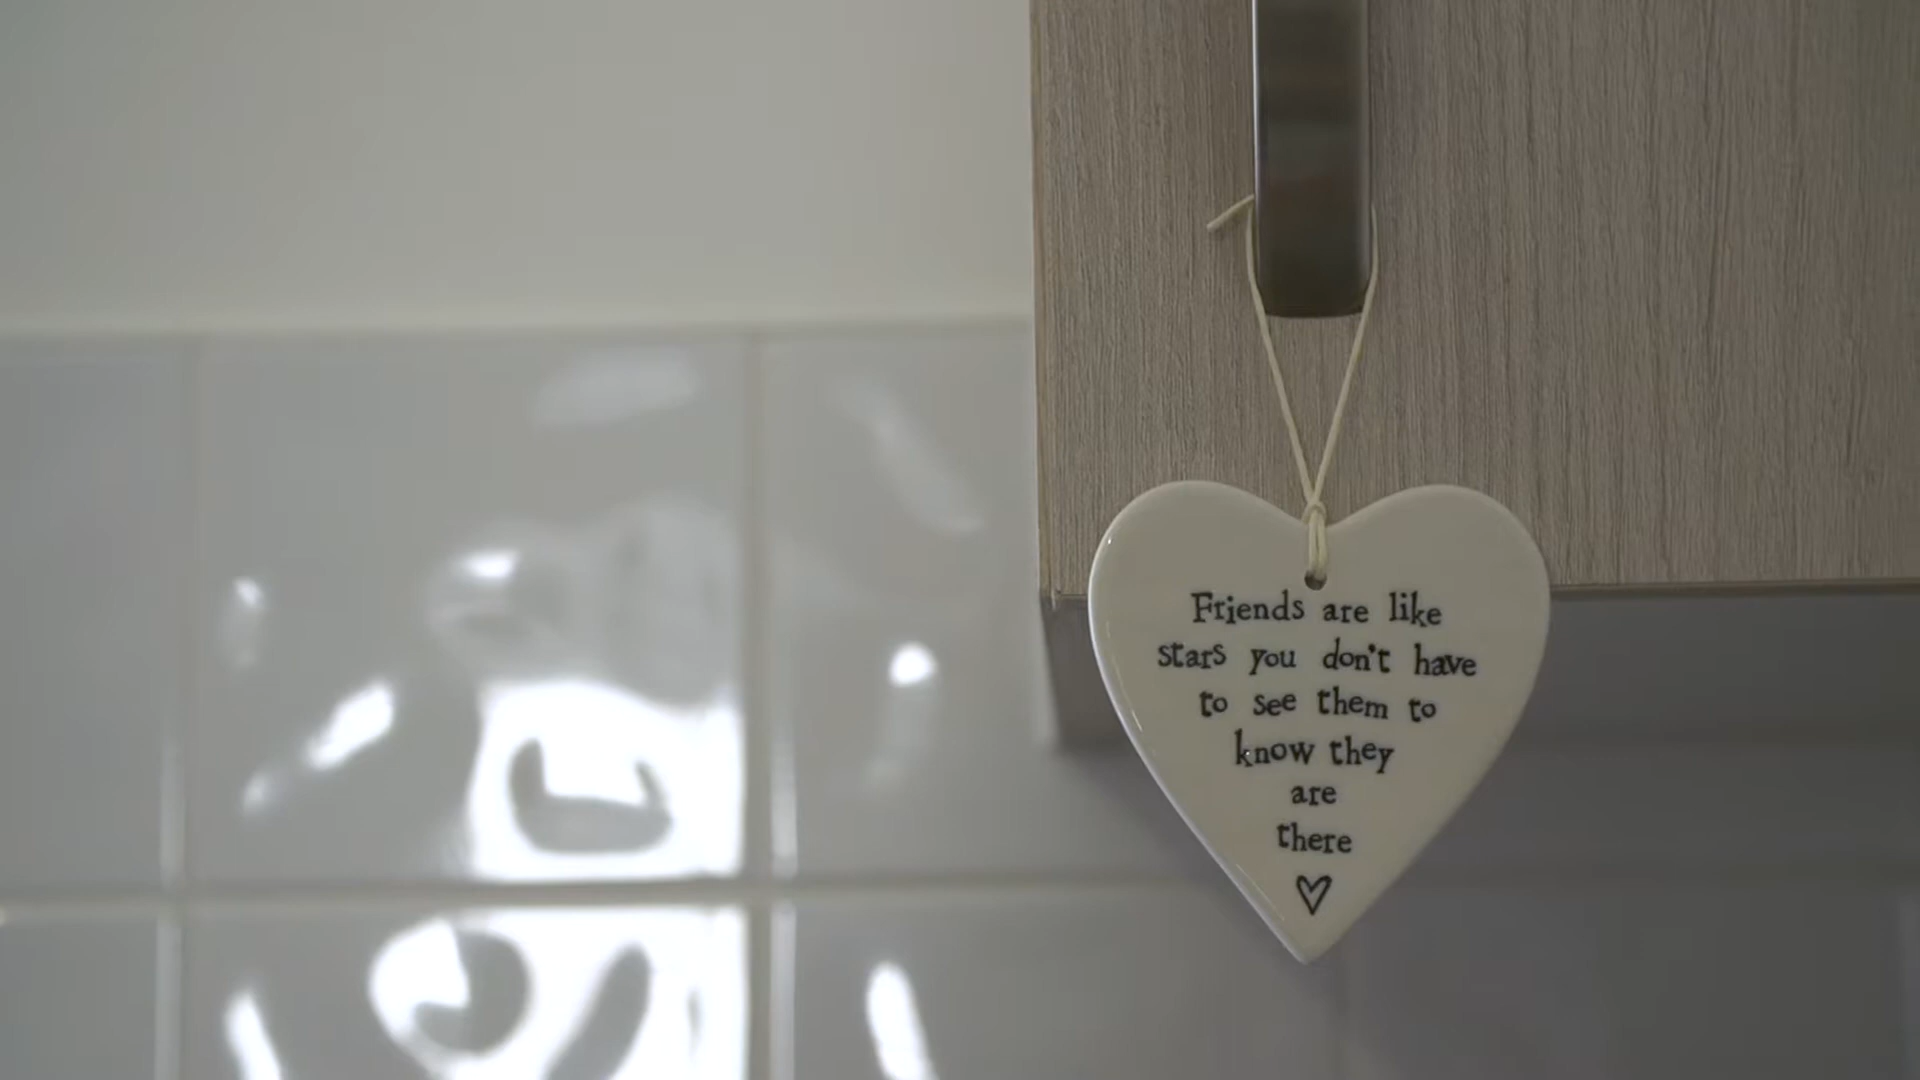 Friends are like
stars you don't have
to see them to
know they
are
there